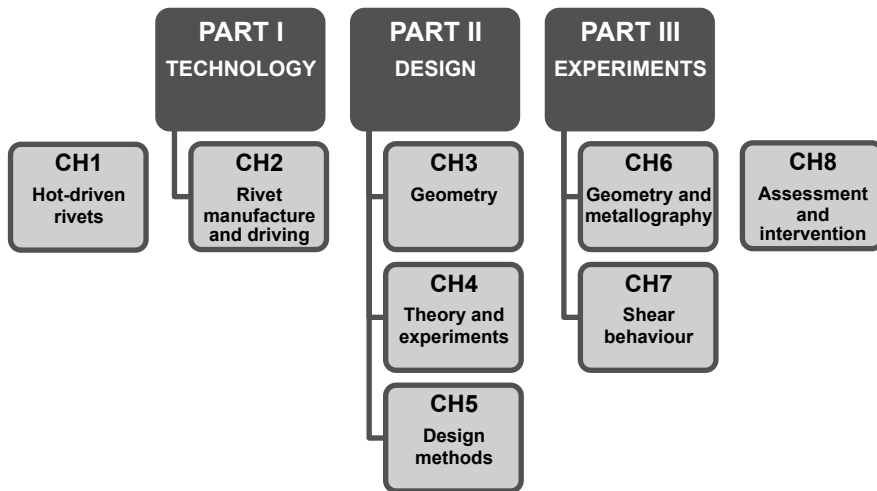 PART I
TECHNOLOGY
PART II
DESIGN
PART III
EXPERIMENTS
CH1
Hot-driven
rivets
CH2
Rivet
manufacture
and driving
CH3
Geometry
CH6
Geometry and
metallography
CH8
Assessment
and
intervention
CH4
Theory and
experiments
CH7
Shear
behaviour
CH5
Design
methods